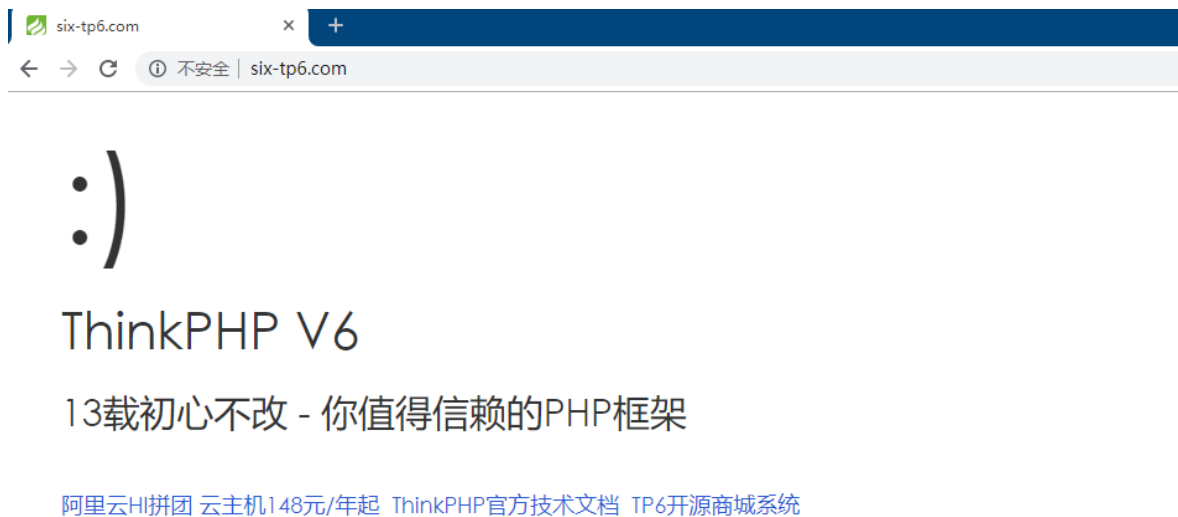 six-tp6.com
不安全 | six-tp6.com
:)
ThinkPHP V6
13载初心不改 - 你值得信赖的PHP框架
阿里云HI拼团 云主机148元/年起 ThinkPHP官方技术文档 TP6开源商城系统